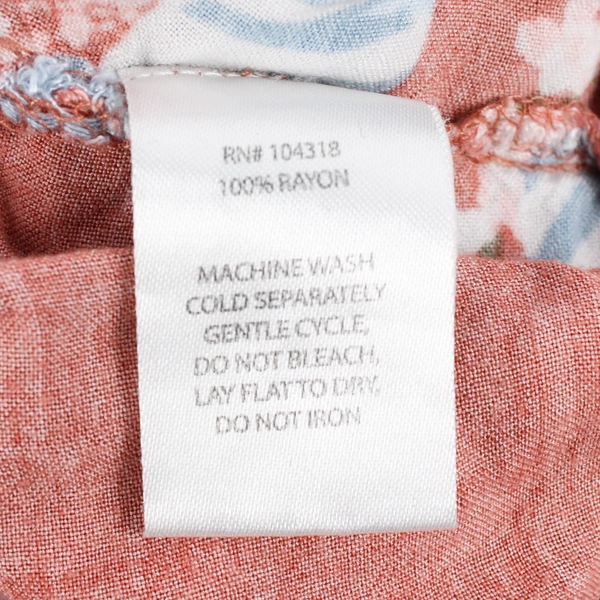 RN# 104318
100% RAYON
MACHINE WASH
COLD SEPARATELY
GENTLE CYCLE,
DO NOT BLEACH,
LAY FLAT TO DRY,
DO NOT IRON